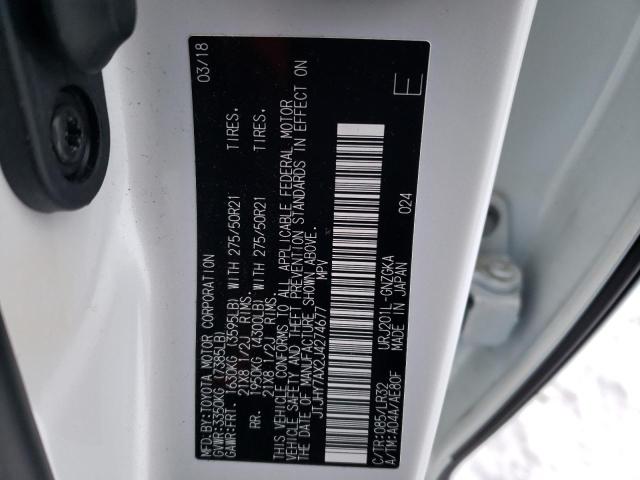 MFD.BY:TOYOTA MOTOR CORPORATION 03/18
GVWR:3350KG (7385LB)
GAWR:FRT. 1630KG (3595LB) WITH 275/50R21 TIRES.
21X8 1/2J RIMS.
RR. 1950KG (4300LB) WITH 275/50R21 TIRES.
21X8 1/2J RIMS.
THIS VEHICLE CONFORMS TO ALL APPLICABLE FEDERAL MOTOR
VEHICLE SAFETY AND THEFT PREVENTION STANDARDS IN EFFECT ON
THE DATE OF MANUFACTURE SHOWN ABOVE.
JTJHY7AX2J4274677 MPV
E
C/TR:085/LR32 URJ201L-GNZGKA
A/TM:A04A/AE80F MADE IN JAPAN 024